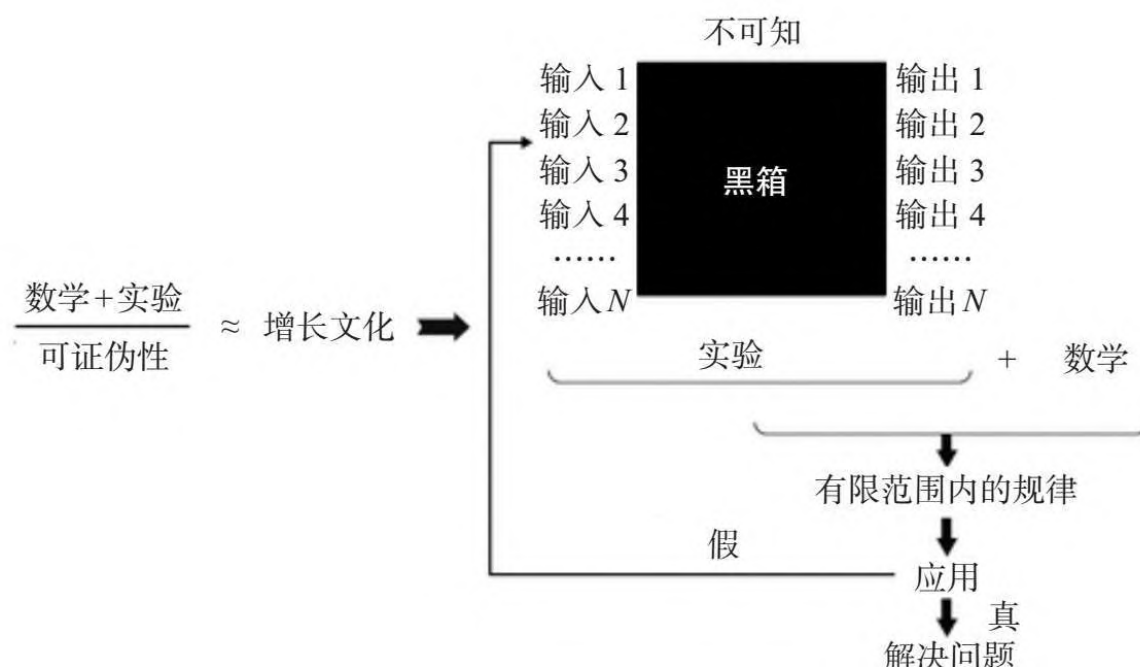 不可知
输入1
输出1
输入2
输出2
输入3
黑箱
输出3
输入4
输出4
……
……
输入N
输出N
数学+实验
可证伪性
≈ 增长文化
实验 + 数学
有限范围内的规律
假
应用
真
解决问题